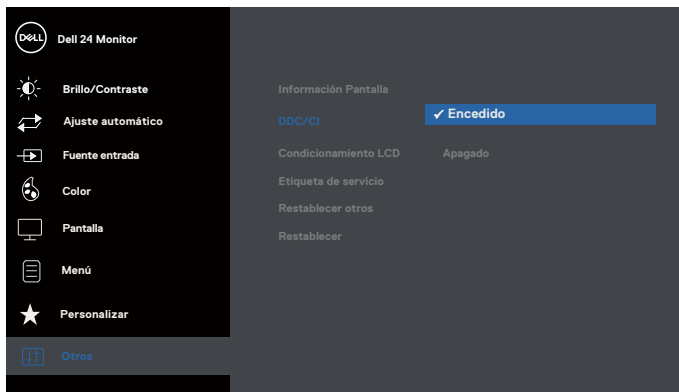 DELL
Dell 24 Monitor
Brillo/Contraste
Ajuste automático
Fuente entrada
Color
Pantalla
Menú
Personalizar
Otros
Información Pantalla
DDC/CI
✓ Encedido
Condicionamiento LCD
Apagado
Etiqueta de servicio
Restablecer otros
Restablecer